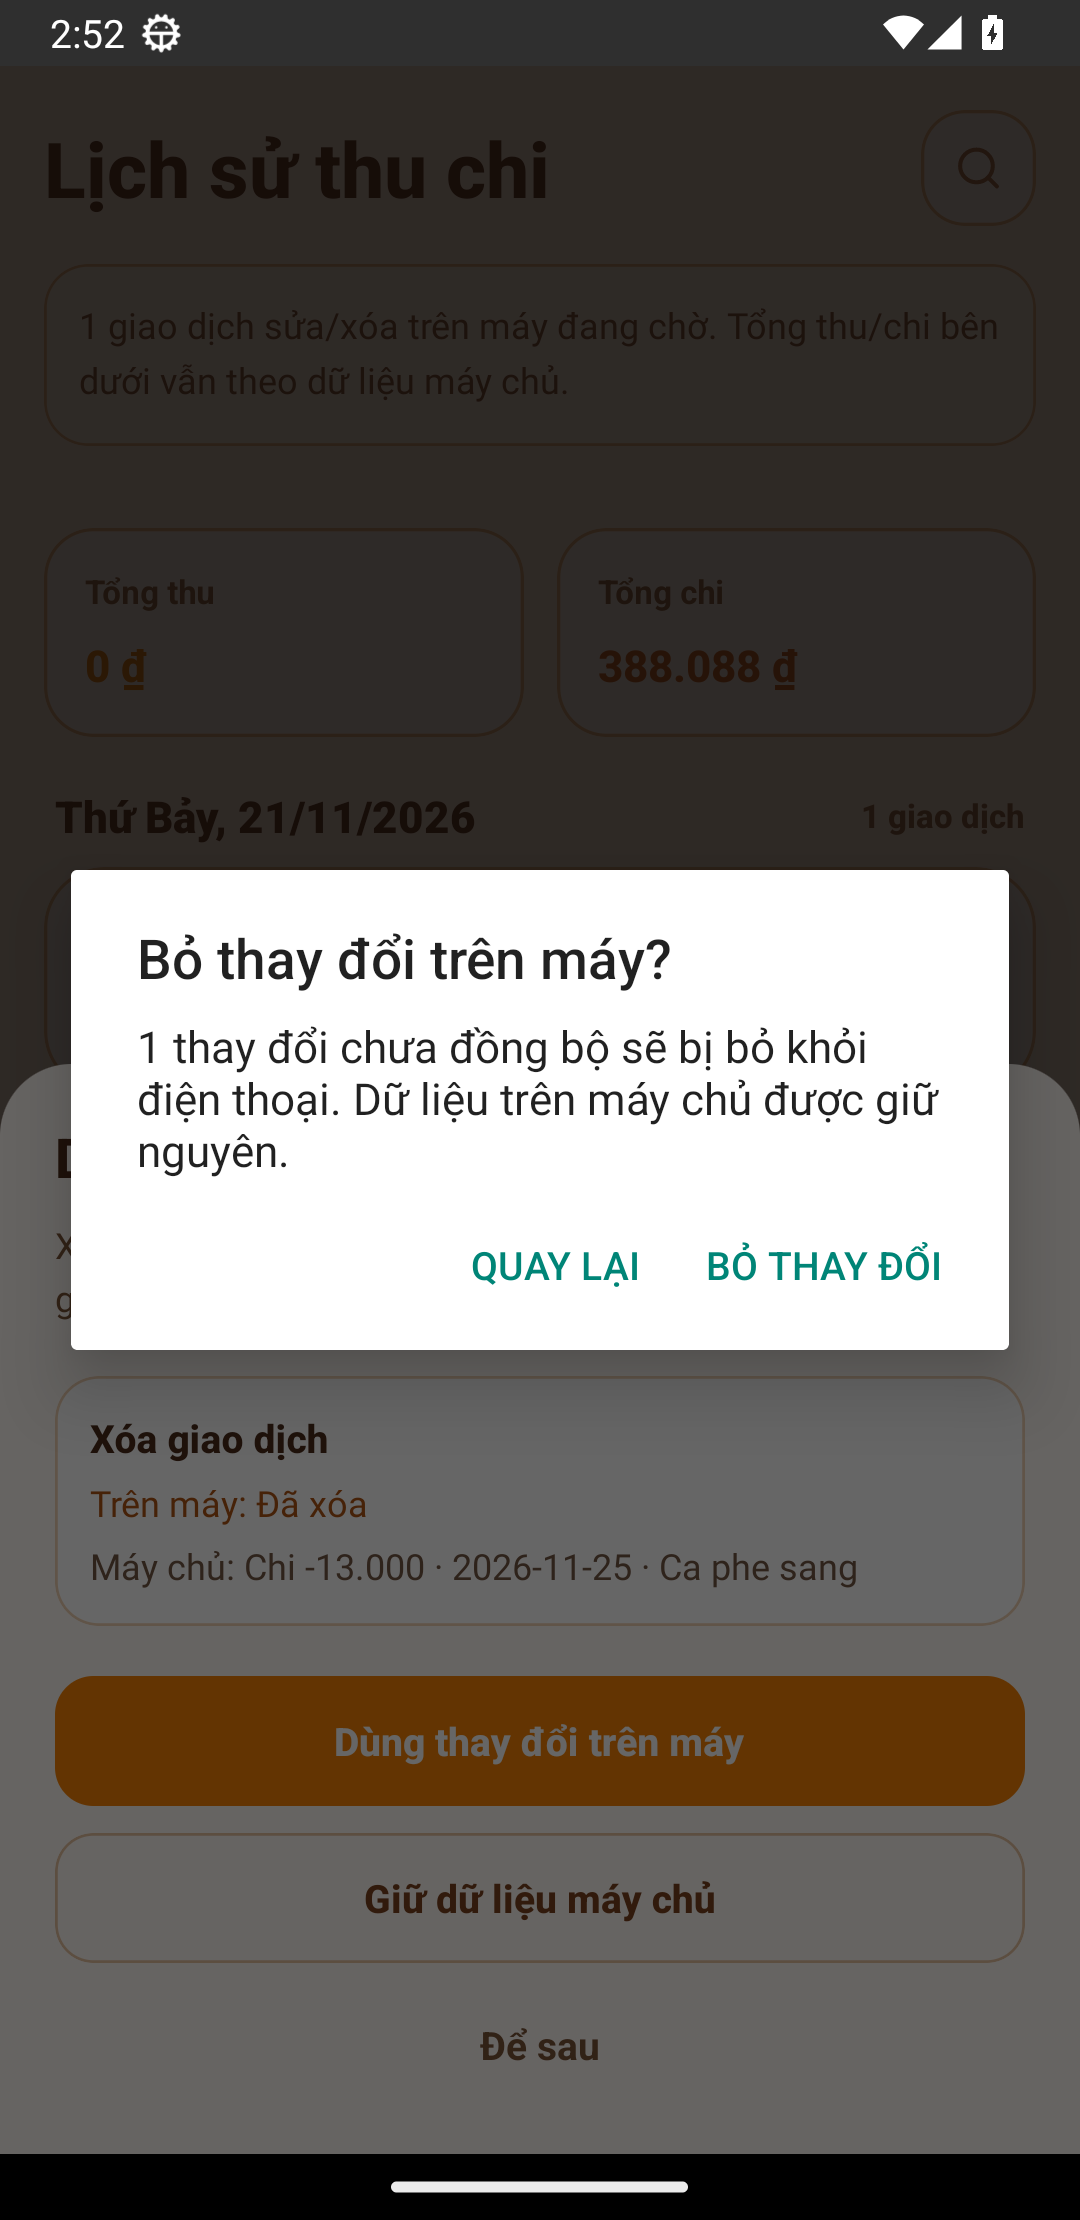 2:52
Lịch sử thu chi
1 giao dịch sửa/xóa trên máy đang chờ. Tổng thu/chi bên
dưới vẫn theo dữ liệu máy chủ.
Tổng thu
0 ₫
Tổng chi
388.088 ₫
Thứ Bảy, 21/11/2026
1 giao dịch
Bỏ thay đổi trên máy?
1 thay đổi chưa đồng bộ sẽ bị bỏ khỏi
điện thoại. Dữ liệu trên máy chủ được giữ
nguyên.
QUAY LẠI
BỎ THAY ĐỔI
Xóa giao dịch
Trên máy: Đã xóa
Máy chủ: Chi -13.000 · 2026-11-25 · Ca phe sang
Dùng thay đổi trên máy
Giữ dữ liệu máy chủ
Để sau